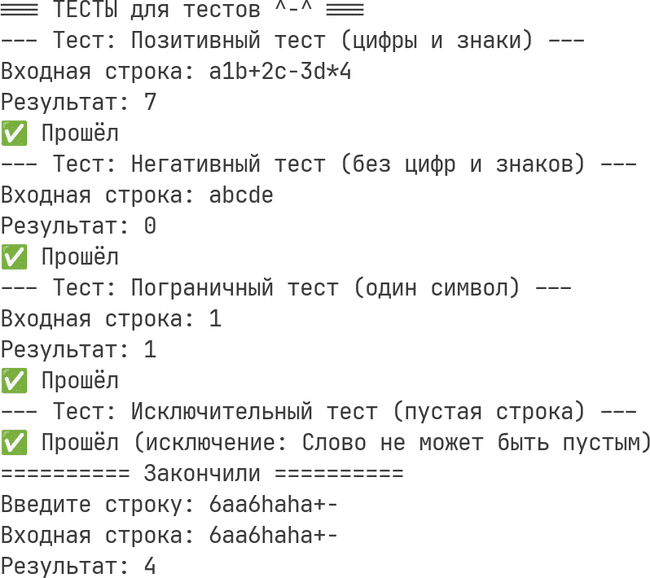 === ТЕСТЫ для тестов ^-^ ===
--- Тест: Позитивный тест (цифры и знаки) ---
Входная строка: a1b+2c-3d*4
Результат: 7
✅ Прошёл
--- Тест: Негативный тест (без цифр и знаков) ---
Входная строка: abcde
Результат: 0
✅ Прошёл
--- Тест: Пограничный тест (один символ) ---
Входная строка: 1
Результат: 1
✅ Прошёл
--- Тест: Исключительный тест (пустая строка) ---
✅ Прошёл (исключение: Слово не может быть пустым)
========== Закончили ==========
Введите строку: 6aa6haha+-
Входная строка: 6aa6haha+-
Результат: 4